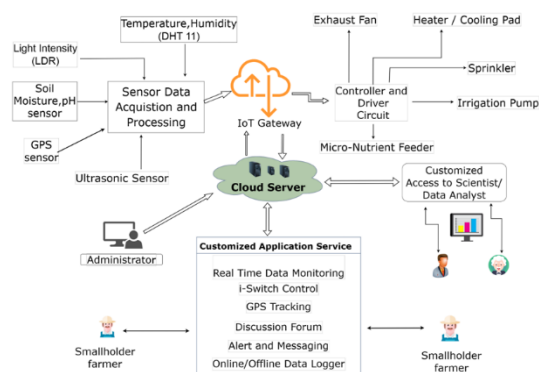 Temperature,Humidity
(DHT 11)
Exhaust Fan
Heater / Cooling Pad
Light Intensity
(LDR)
Sensor Data
Acquistion and
Processing
Sprinkler
Soil
Moisture,pH
sensor
Controller and
Driver
Circuit
Irrigation Pump
IoT Gateway
GPS
sensor
Micro-Nutrient Feeder
Ultrasonic Sensor
Cloud Server
Customized
Access to Scientist/
Data Analyst
Administrator
Customized Application Service
Real Time Data Monitoring
i-Switch Control
GPS Tracking
Discussion Forum
Alert and Messaging
Online/Offline Data Logger
Smallholder
farmer
Smallholder
farmer